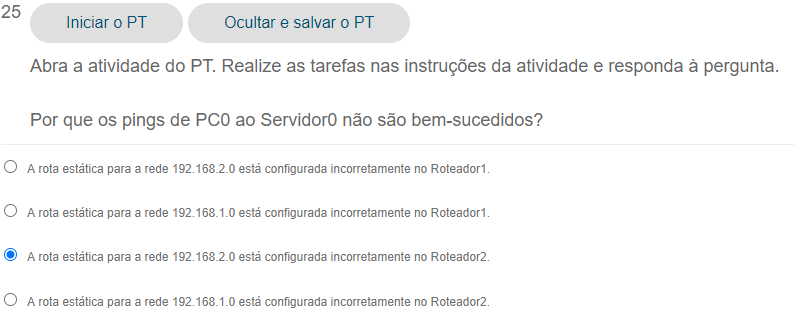 25
Iniciar o PT
Ocultar e salvar o PT
Abra a atividade do PT. Realize as tarefas nas instruções da atividade e responda à pergunta.
Por que os pings de PC0 ao Servidor0 não são bem-sucedidos?
A rota estática para a rede 192.168.2.0 está configurada incorretamente no Roteador1.
A rota estática para a rede 192.168.1.0 está configurada incorretamente no Roteador1.
A rota estática para a rede 192.168.2.0 está configurada incorretamente no Roteador2.
A rota estática para a rede 192.168.1.0 está configurada incorretamente no Roteador2.